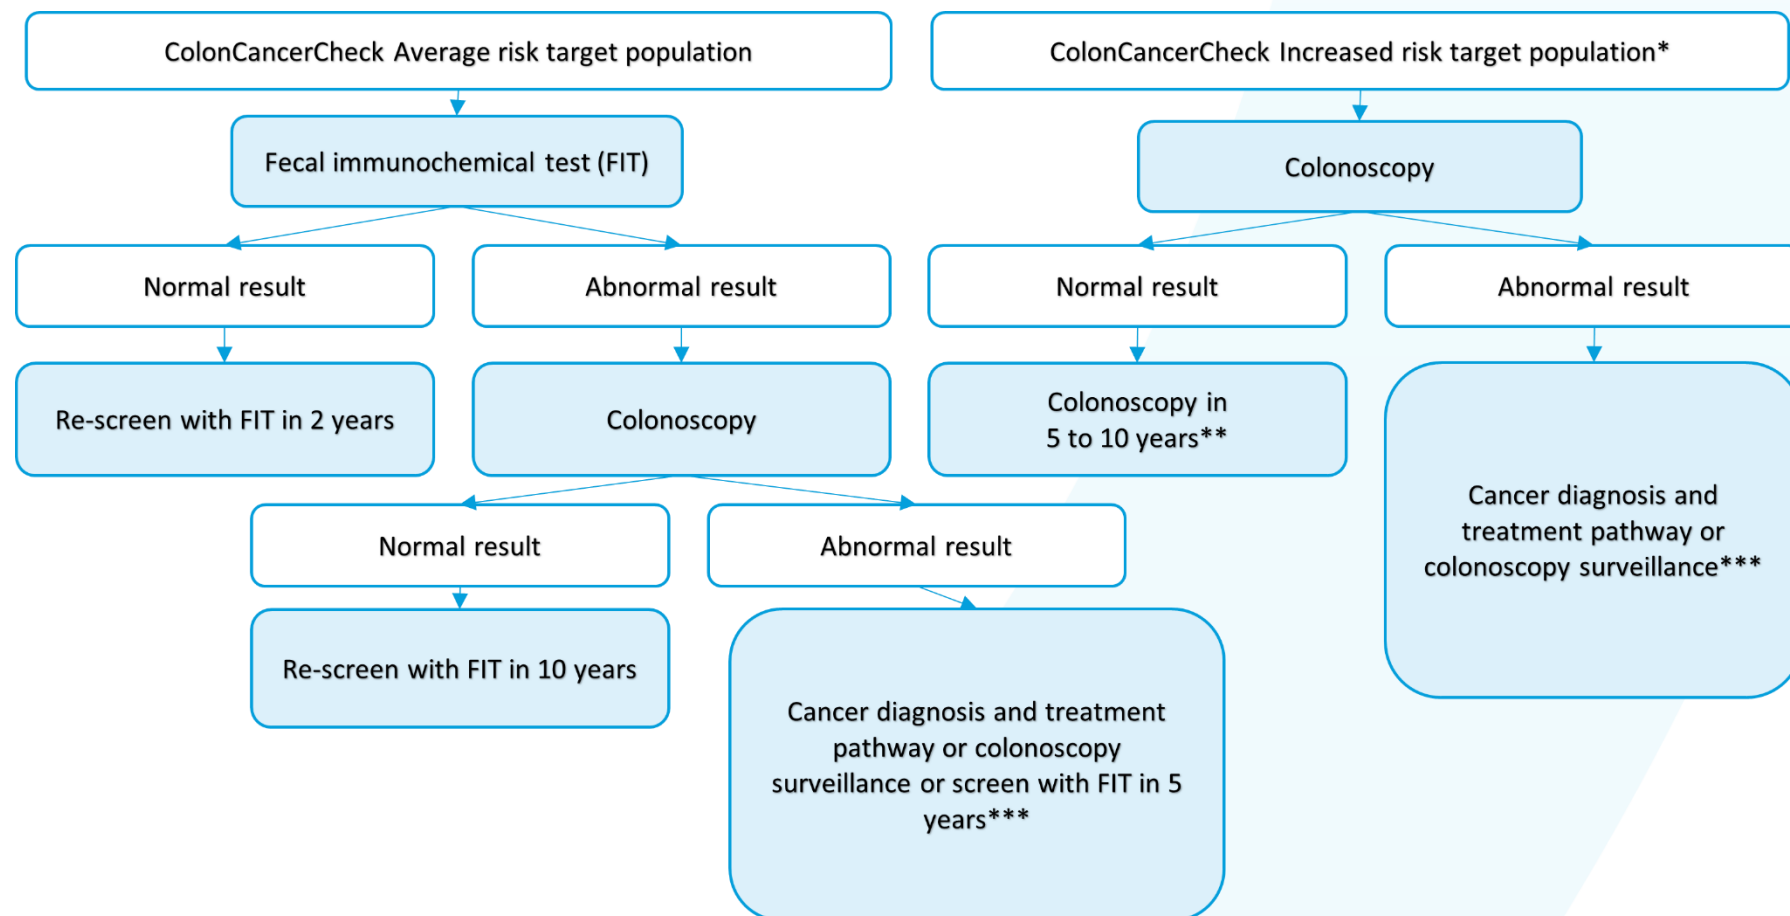 ColonCancerCheck Average risk target population
ColonCancerCheck Increased risk target population*
Fecal immunochemical test (FIT)
Colonoscopy
Normal result
Abnormal result
Normal result
Abnormal result
Re-screen with FIT in 2 years
Colonoscopy
Colonoscopy in
5 to 10 years**
Cancer diagnosis and
treatment pathway or
colonoscopy surveillance***
Normal result
Abnormal result
Re-screen with FIT in 10 years
Cancer diagnosis and treatment
pathway or colonoscopy
surveillance or screen with FIT in 5
years***